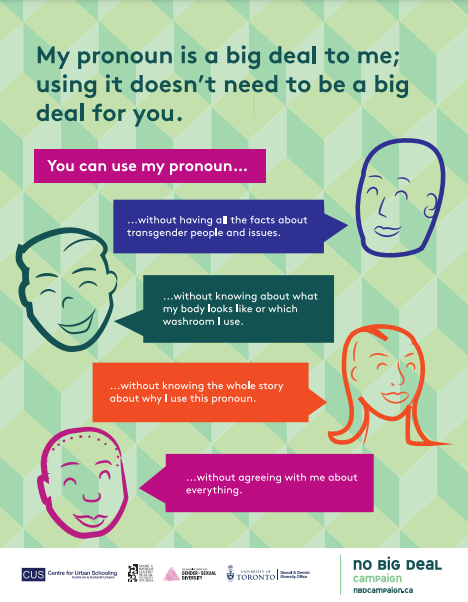 My pronoun is a big deal to me;
using it doesn't need to be a big
deal for you.
You can use my pronoun...
...without having all the facts about
transgender people and issues.
...without knowing about what
my body looks like or which
washroom I use.
...without knowing the whole story
about why I use this pronoun.
...without agreeing with me about
everything.
CUS
Centre for Urban Schooling
GENDER+SEXUAL
DIVERSITY
UNIVERSITY OF
TORONTO
Sexual & Gender
Diversity Office
NO BIG DEAL
campaign
nbdcampaign.ca